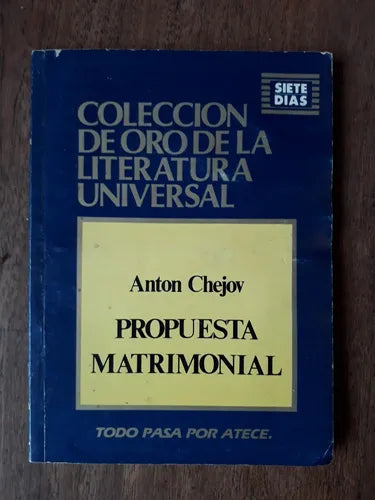 SIETE
DIAS
COLECCION
DE ORO DE LA
LITERATURA
UNIVERSAL
Anton Chejov
PROPUESTA
MATRIMONIAL
TODO PASA POR ATECE.